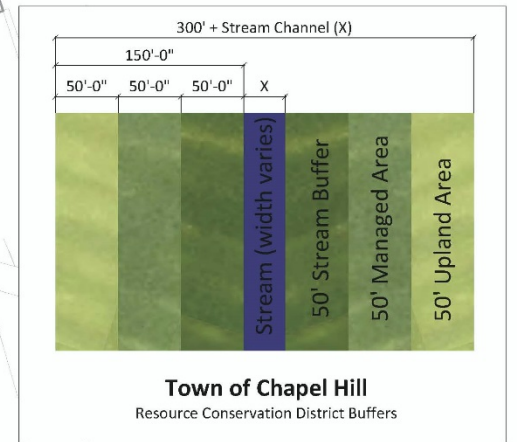 300' + Stream Channel (X)
150'-0"
50'-0" 50'-0" 50'-0" X
Stream (width varies)
50' Stream Buffer
50' Managed Area
50' Upland Area
Town of Chapel Hill
Resource Conservation District Buffers